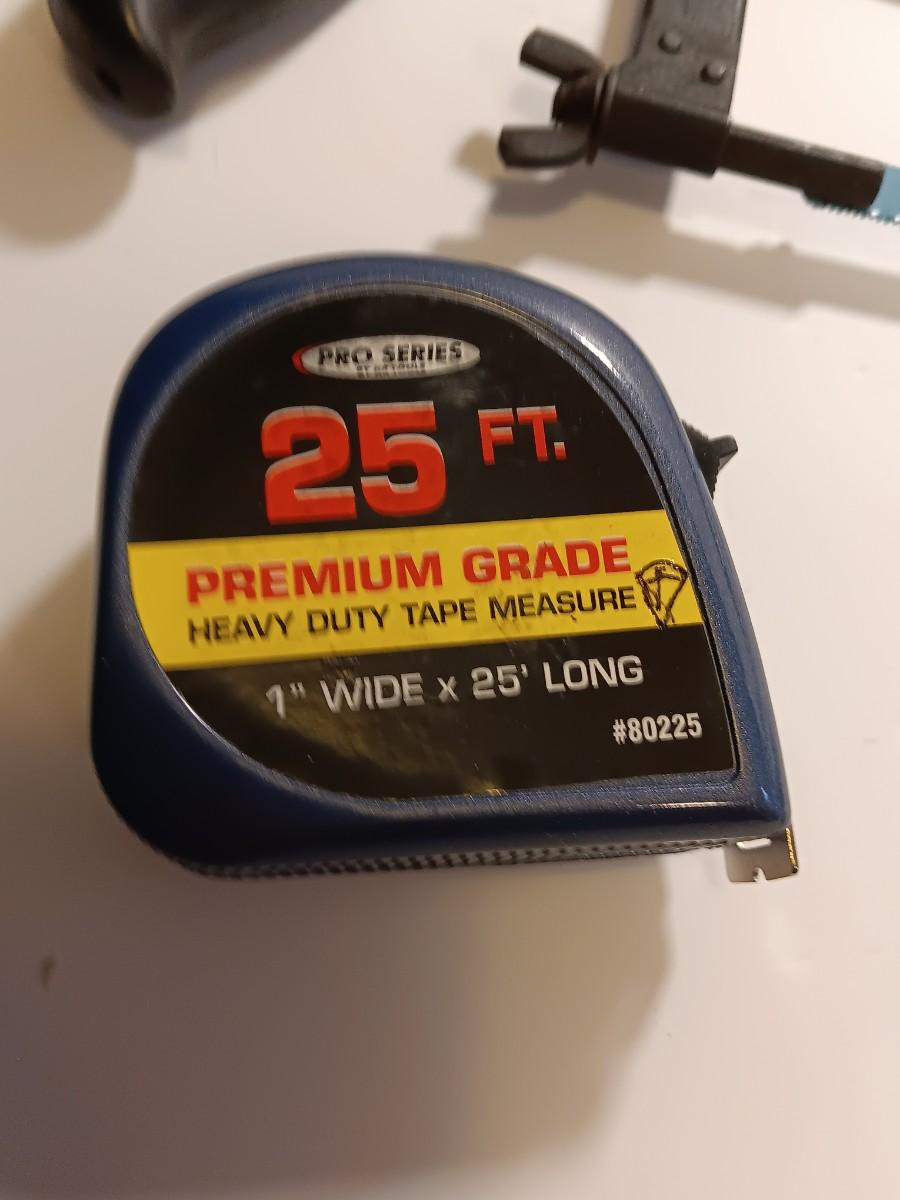 PRO SERIES
25 FT.
PREMIUM GRADE
HEAVY DUTY TAPE MEASURE
1" WIDE x 25' LONG
#80225